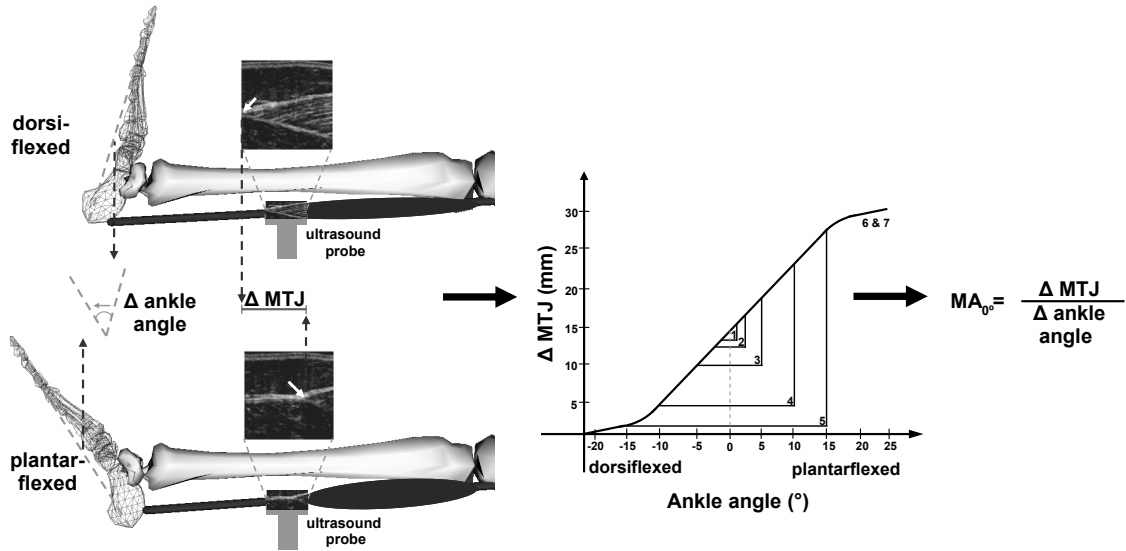 dorsi-
flexed
ultrasound
probe
Δ ankle
angle
Δ MTJ
plantar-
flexed
ultrasound
probe
Δ MTJ (mm)
30
25
20
15
10
5
6 & 7
1
2
3
4
5
-20 -15 -10 -5 0 5 10 15 20 25
dorsiflexed plantarflexed
Ankle angle (°)
MA0°= Δ MTJ
Δ ankle
angle